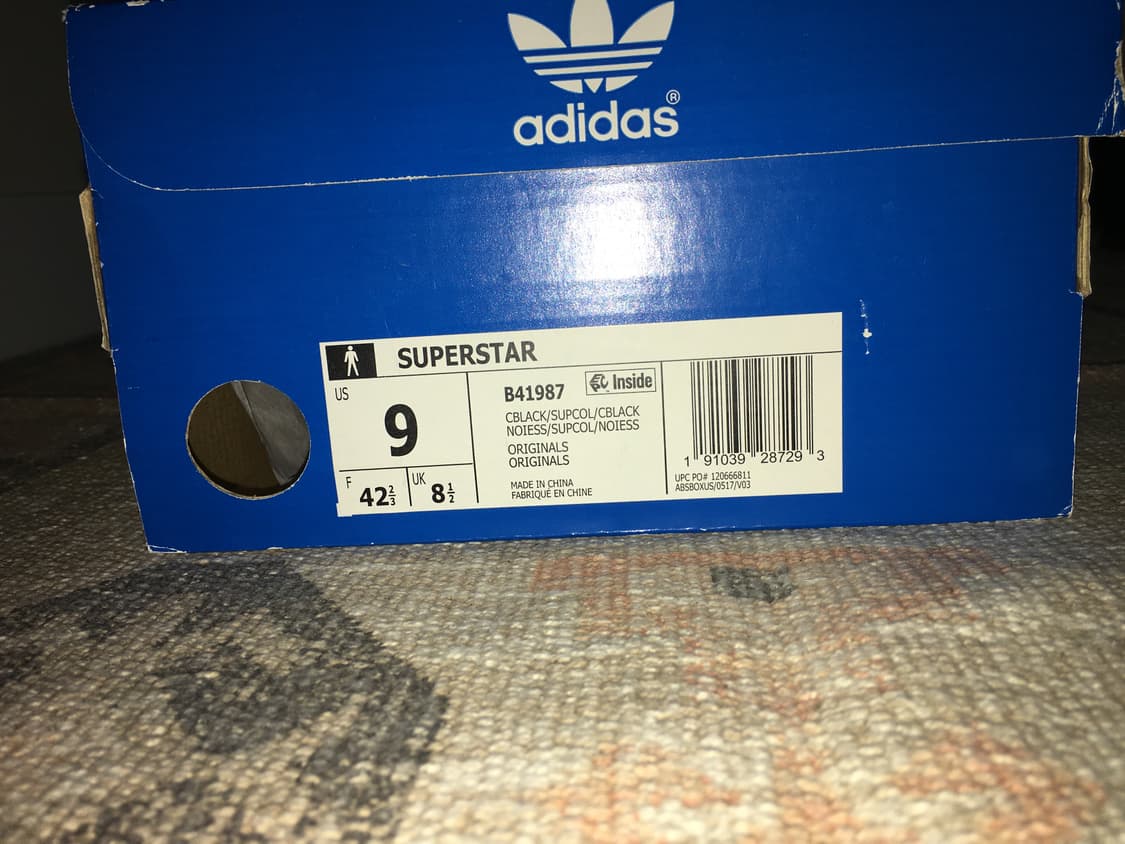 adidas®
SUPERSTAR
US
9
F
42⅔
UK
8½
B41987
Inside
CBLACK/SUPCOL/CBLACK
NOIESS/SUPCOL/NOIESS
ORIGINALS
ORIGINALS
MADE IN CHINA
FABRIQUÉ EN CHINE
1 91039 28729 3
UPC PO# 120666811
ABSBOXUS/0517/V03